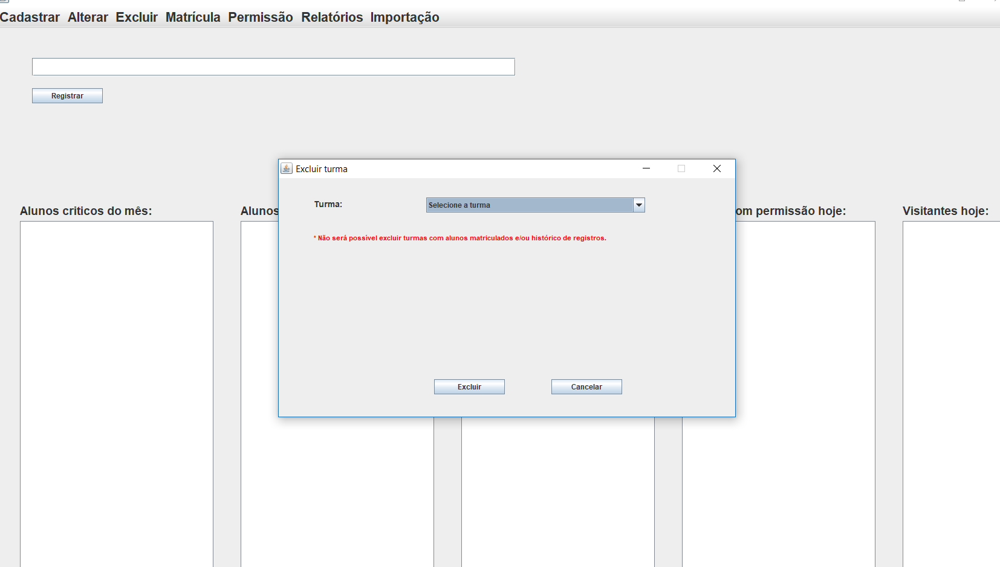 Cadastrar Alterar Excluir Matrícula Permissão Relatórios Importação
Registrar
Excluir turma
Turma:
Selecione a turma
* Não será possível excluir turmas com alunos matriculados e/ou histórico de registros.
Excluir
Cancelar
Alunos criticos do mês:
Alunos
om permissão hoje:
Visitantes hoje: